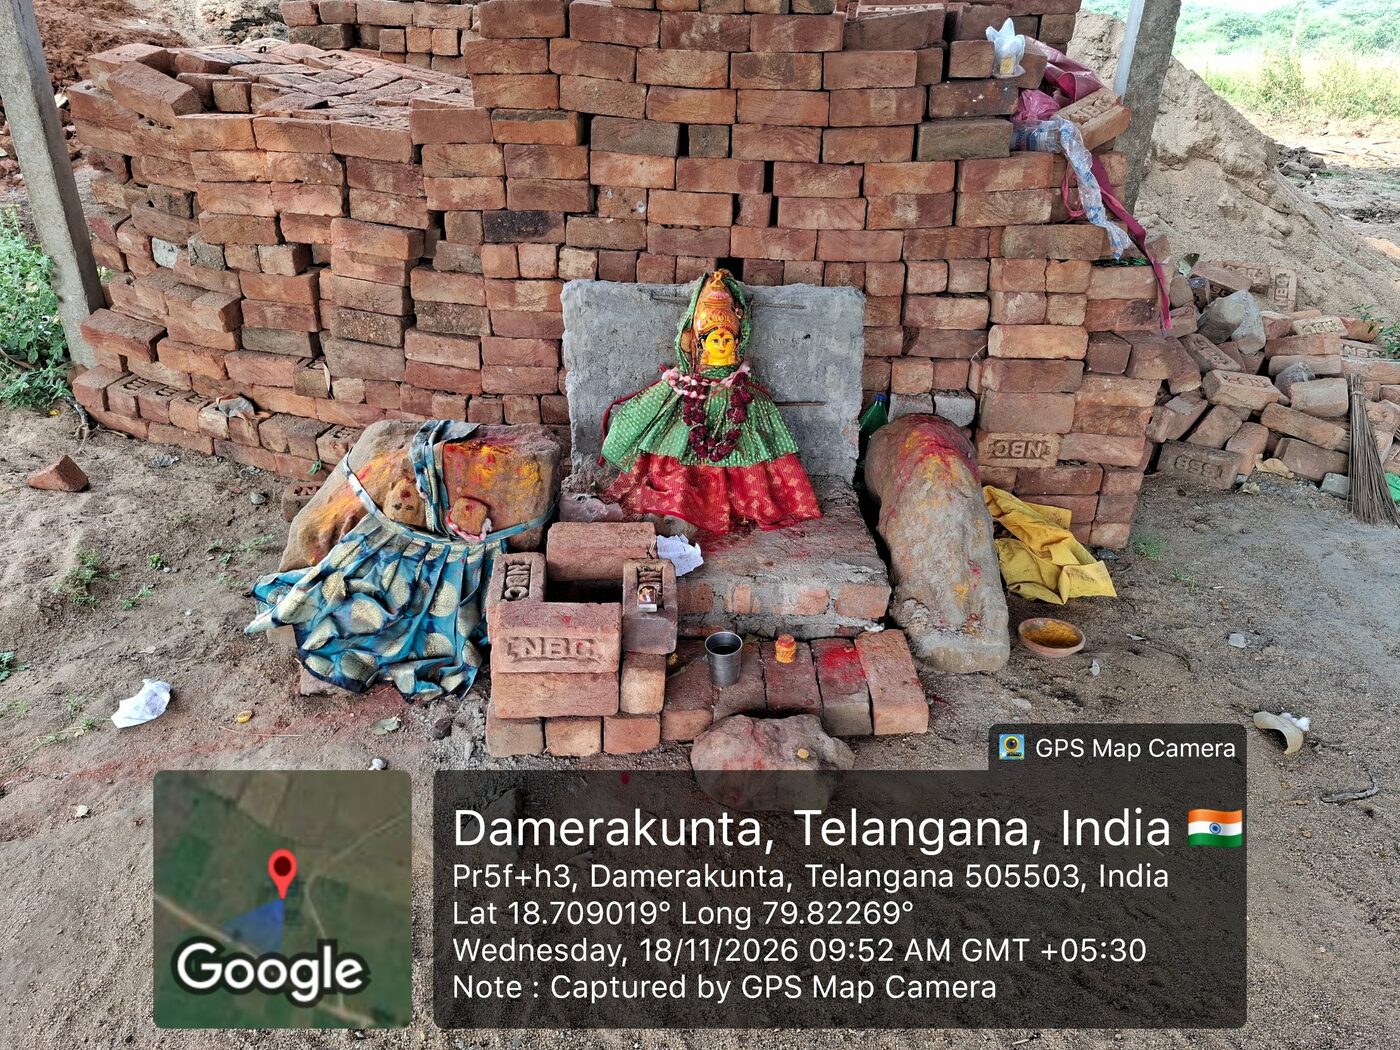 NBC
NBC
GPS Map Camera
Damerakunta, Telangana, India
Pr5f+h3, Damerakunta, Telangana 505503, India
Lat 18.709019° Long 79.82269°
Wednesday, 18/11/2026 09:52 AM GMT +05:30
Note : Captured by GPS Map Camera
Google